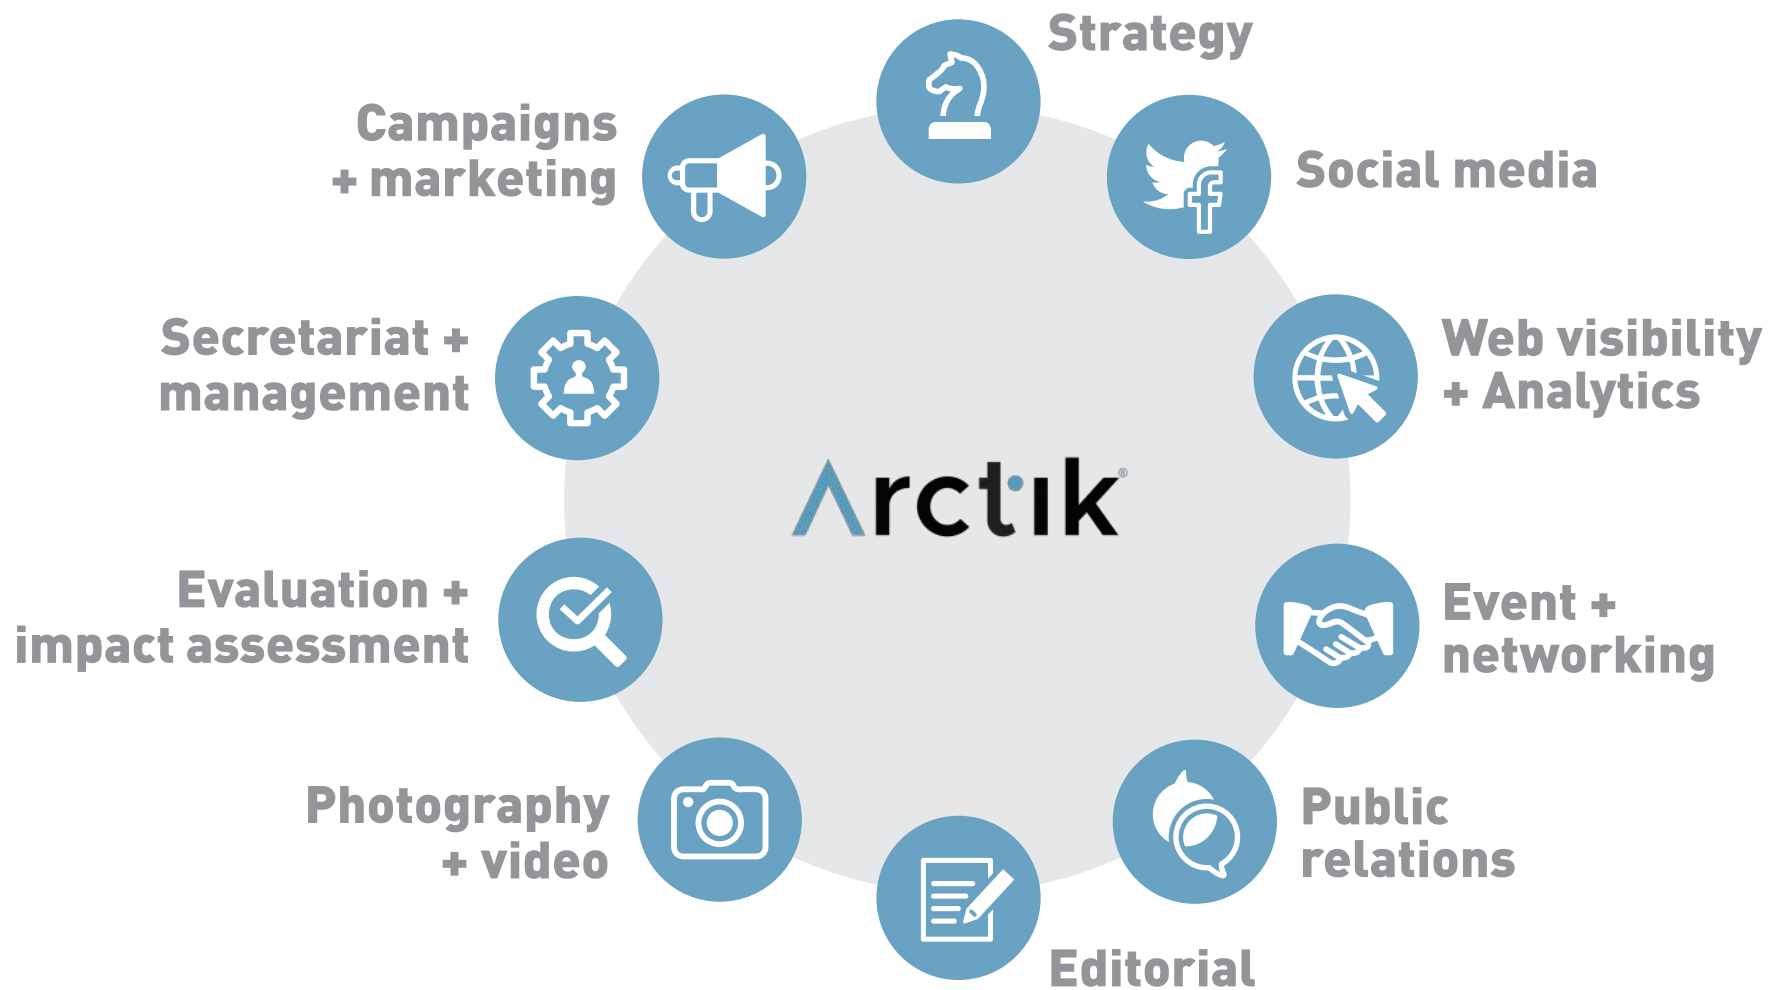 Strategy
Campaigns
+ marketing
Social media
Secretariat +
management
Web visibility
+ Analytics
Arctik®
Evaluation +
impact assessment
Event +
networking
Photography
+ video
Public
relations
Editorial